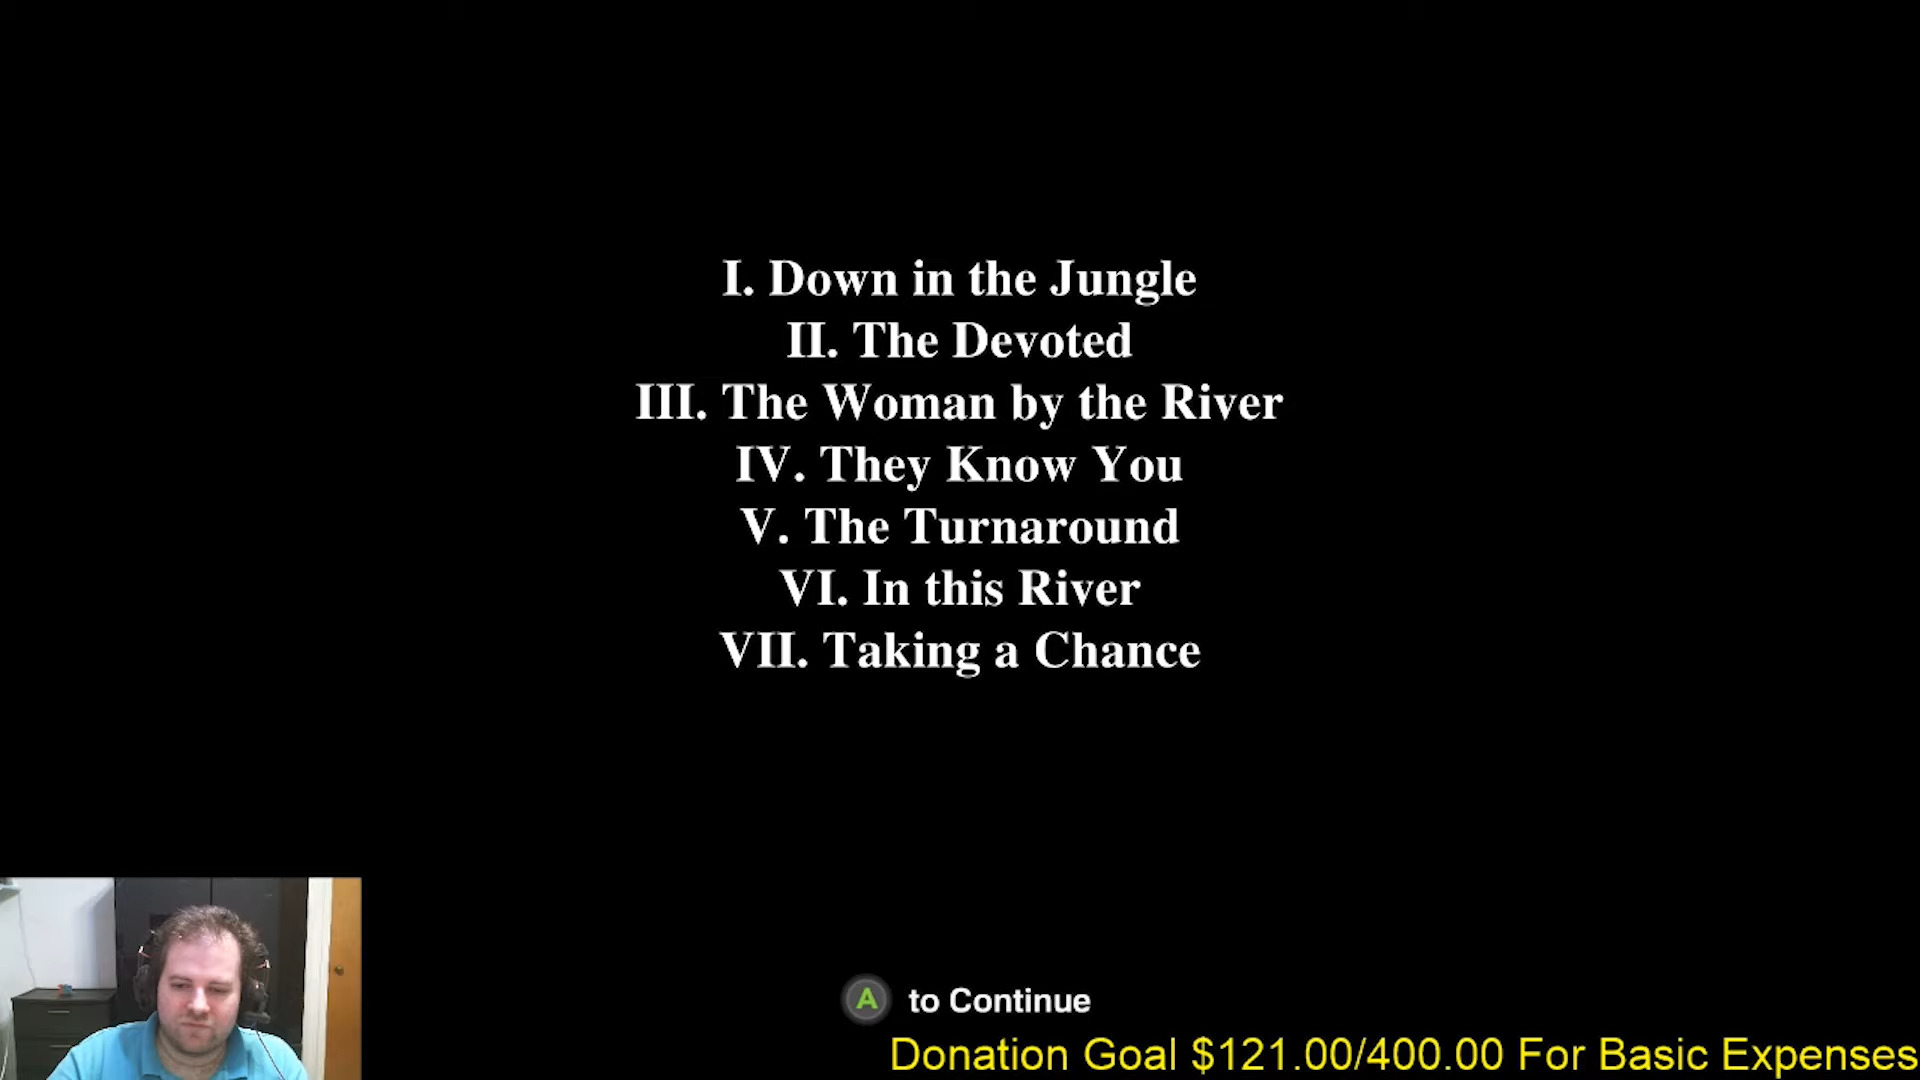 I. Down in the Jungle
II. The Devoted
III. The Woman by the River
IV. They Know You
V. The Turnaround
VI. In this River
VII. Taking a Chance
A to Continue
Donation Goal $121.00/400.00 For Basic Expenses